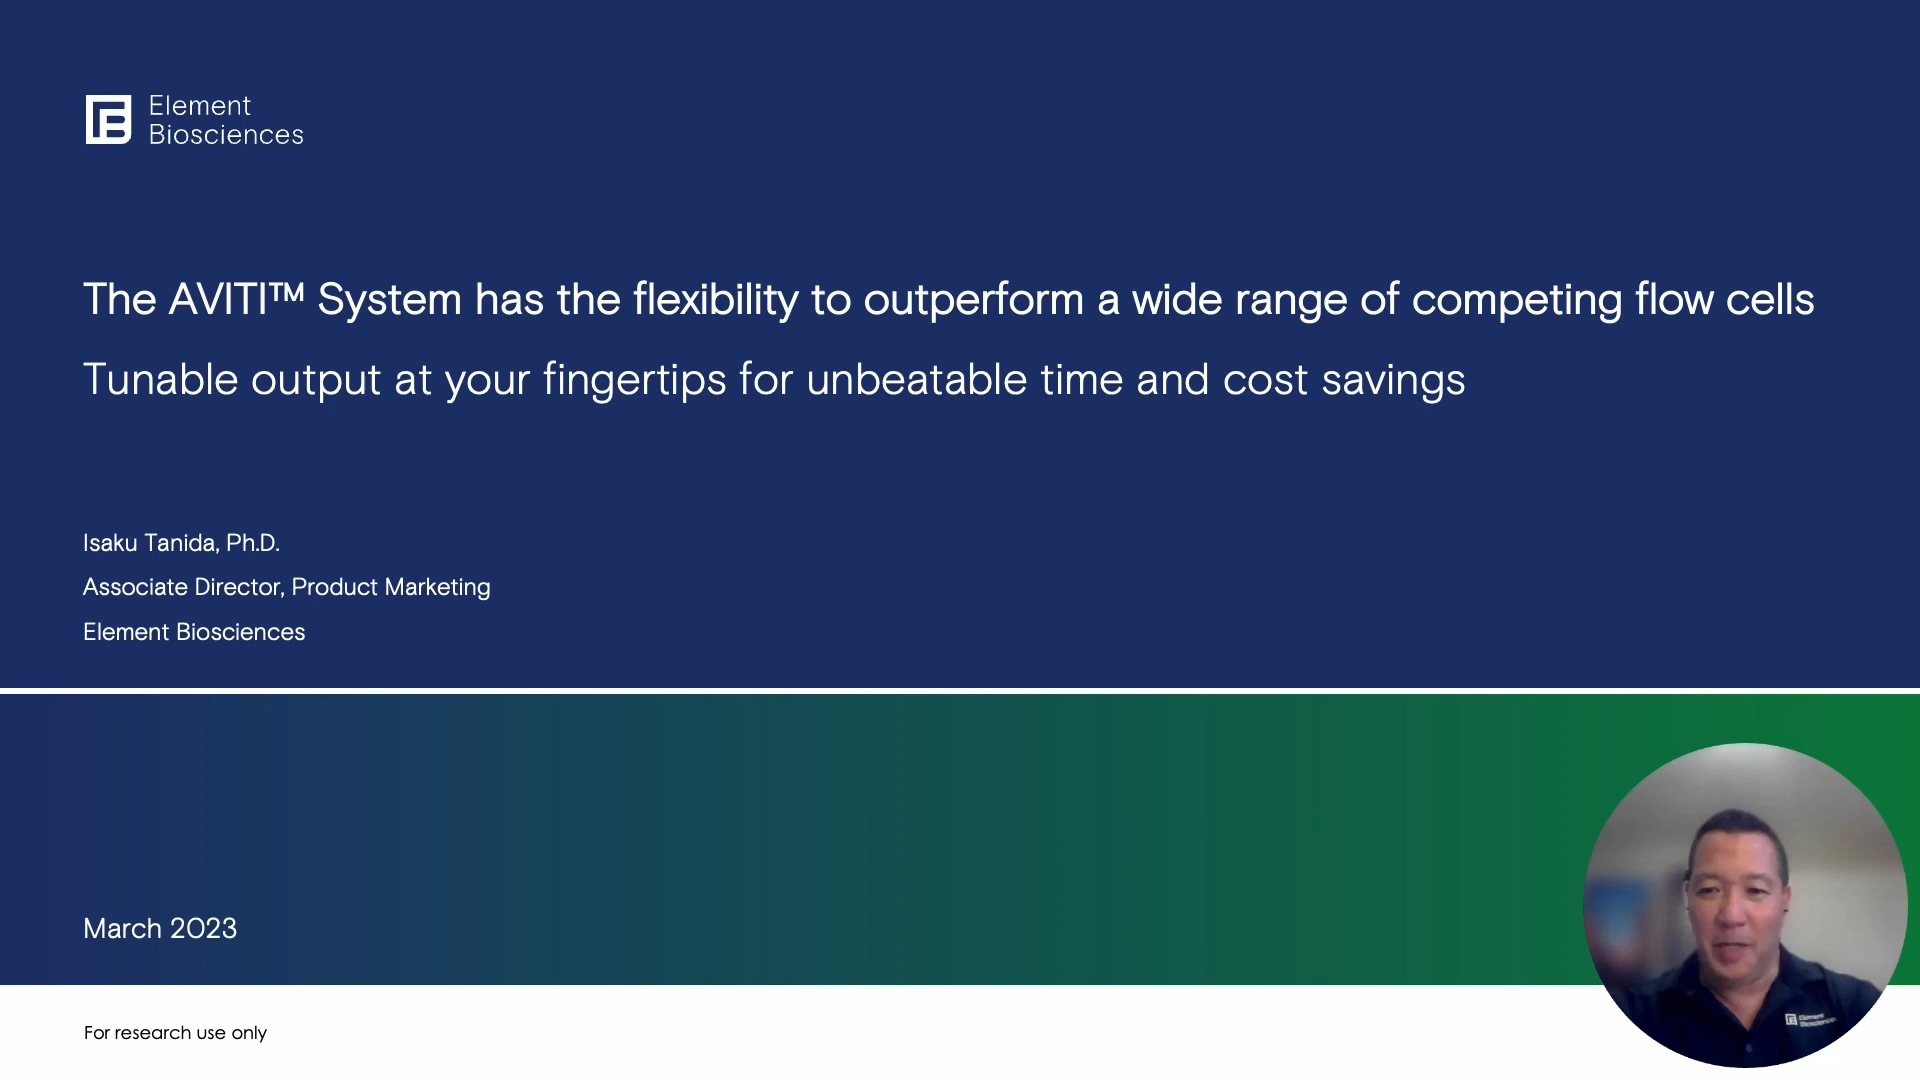 Element
Biosciences
The AVITI™ System has the flexibility to outperform a wide range of competing flow cells
Tunable output at your fingertips for unbeatable time and cost savings
Isaku Tanida, Ph.D.
Associate Director, Product Marketing
Element Biosciences
March 2023
For research use only
Element
Biosciences